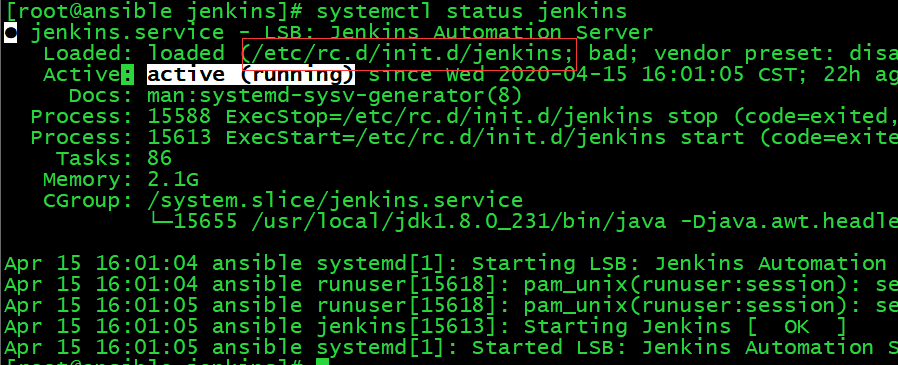 [root@ansible jenkins]# systemctl status jenkins
● jenkins.service - LSB: Jenkins Automation Server
Loaded: loaded (/etc/rc.d/init.d/jenkins; bad; vendor preset: disa
Active: active (running) since Wed 2020-04-15 16:01:05 CST; 22h ag
Docs: man:systemd-sysv-generator(8)
Process: 15588 ExecStop=/etc/rc.d/init.d/jenkins stop (code=exited,
Process: 15613 ExecStart=/etc/rc.d/init.d/jenkins start (code=exited
Tasks: 86
Memory: 2.1G
CGroup: /system.slice/jenkins.service
└─15655 /usr/local/jdk1.8.0_231/bin/java -Djava.awt.headle
Apr 15 16:01:04 ansible systemd[1]: Starting LSB: Jenkins Automation
Apr 15 16:01:04 ansible runuser[15618]: pam_unix(runuser:session): se
Apr 15 16:01:05 ansible runuser[15618]: pam_unix(runuser:session): se
Apr 15 16:01:05 ansible jenkins[15613]: Starting Jenkins [  OK  ]
Apr 15 16:01:05 ansible systemd[1]: Started LSB: Jenkins Automation S
[root@ansible jenkins]#